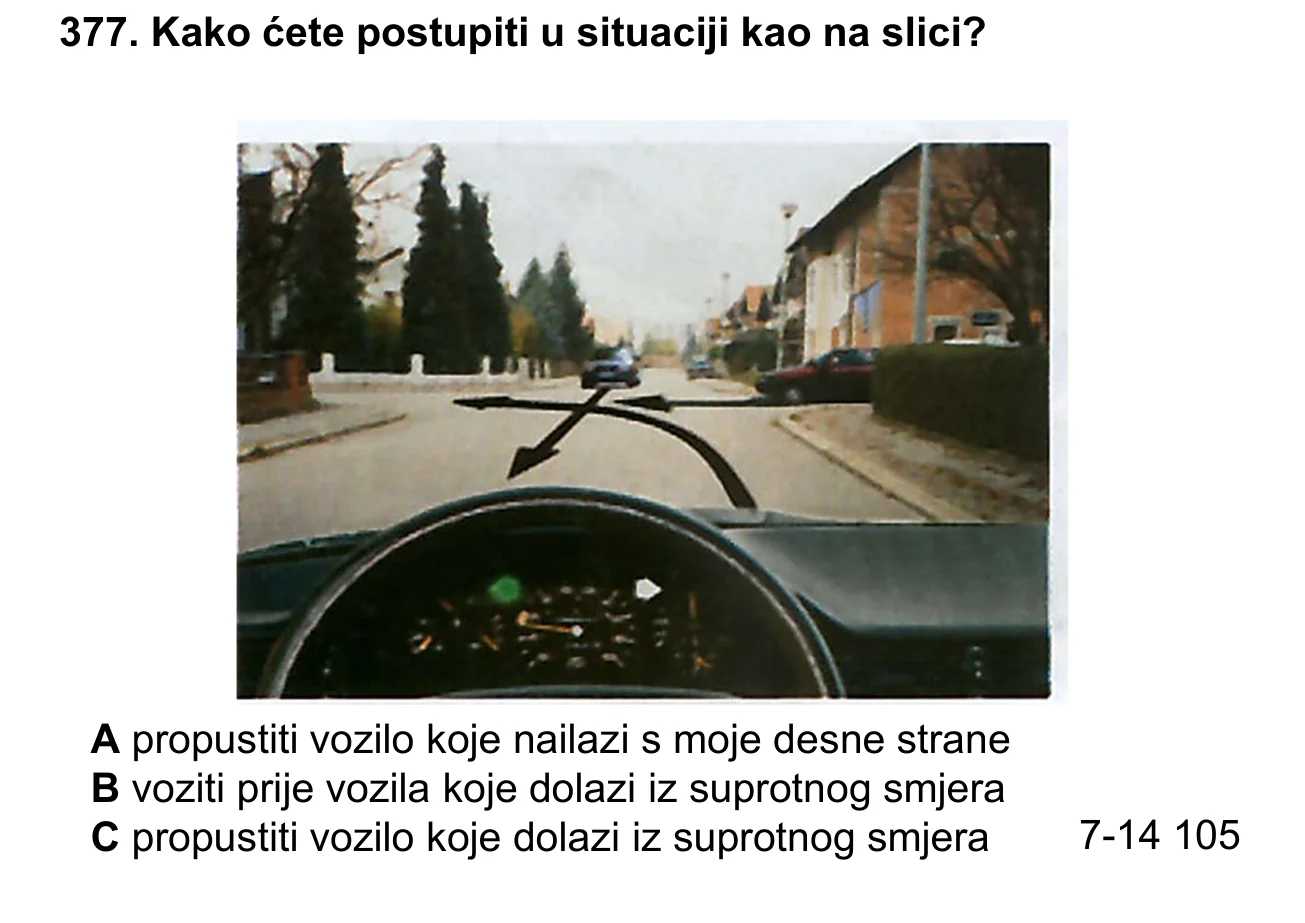 377. Kako ćete postupiti u situaciji kao na slici?
A propustiti vozilo koje nailazi s moje desne strane
B voziti prije vozila koje dolazi iz suprotnog smjera
C propustiti vozilo koje dolazi iz suprotnog smjera 7-14 105